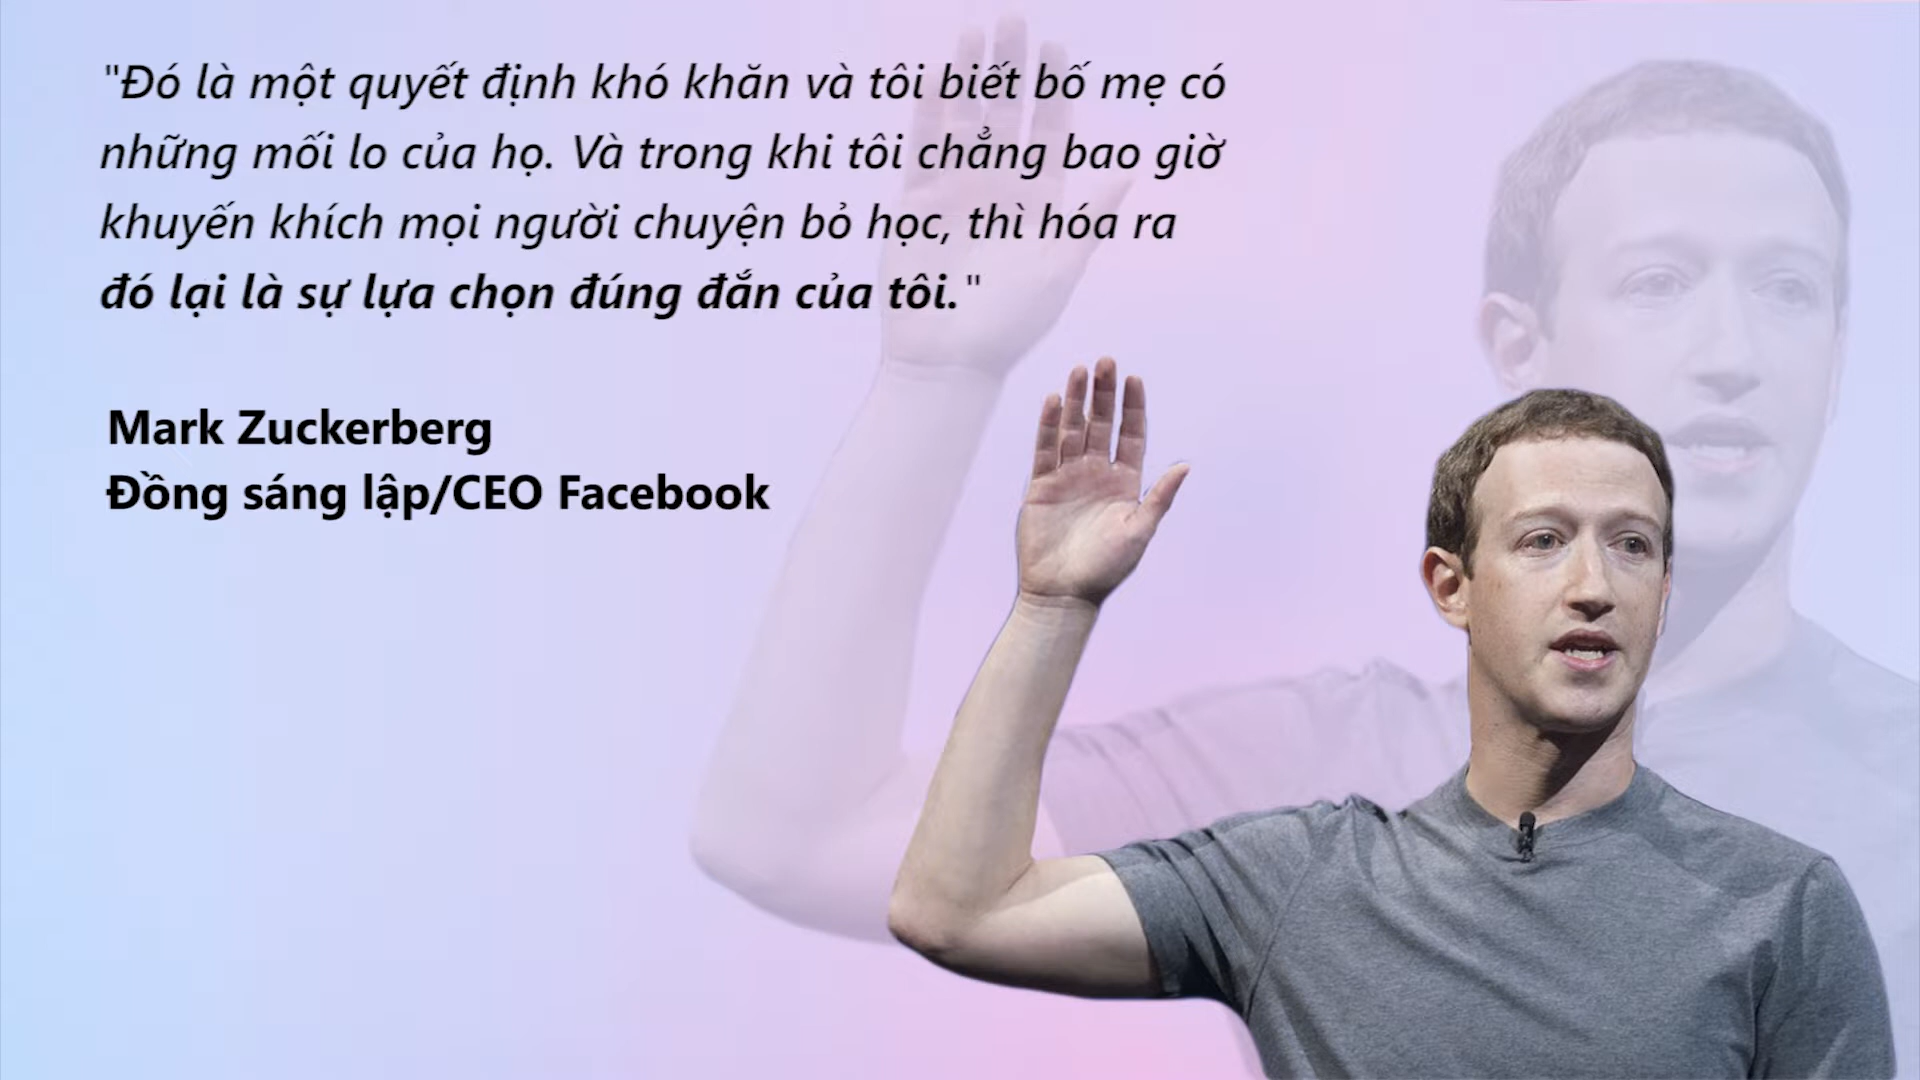 "Đó là một quyết định khó khăn và tôi biết bố mẹ có
những mối lo của họ. Và trong khi tôi chẳng bao giờ
khuyến khích mọi người chuyện bỏ học, thì hóa ra
đó lại là sự lựa chọn đúng đắn của tôi."
Mark Zuckerberg
Đồng sáng lập/CEO Facebook